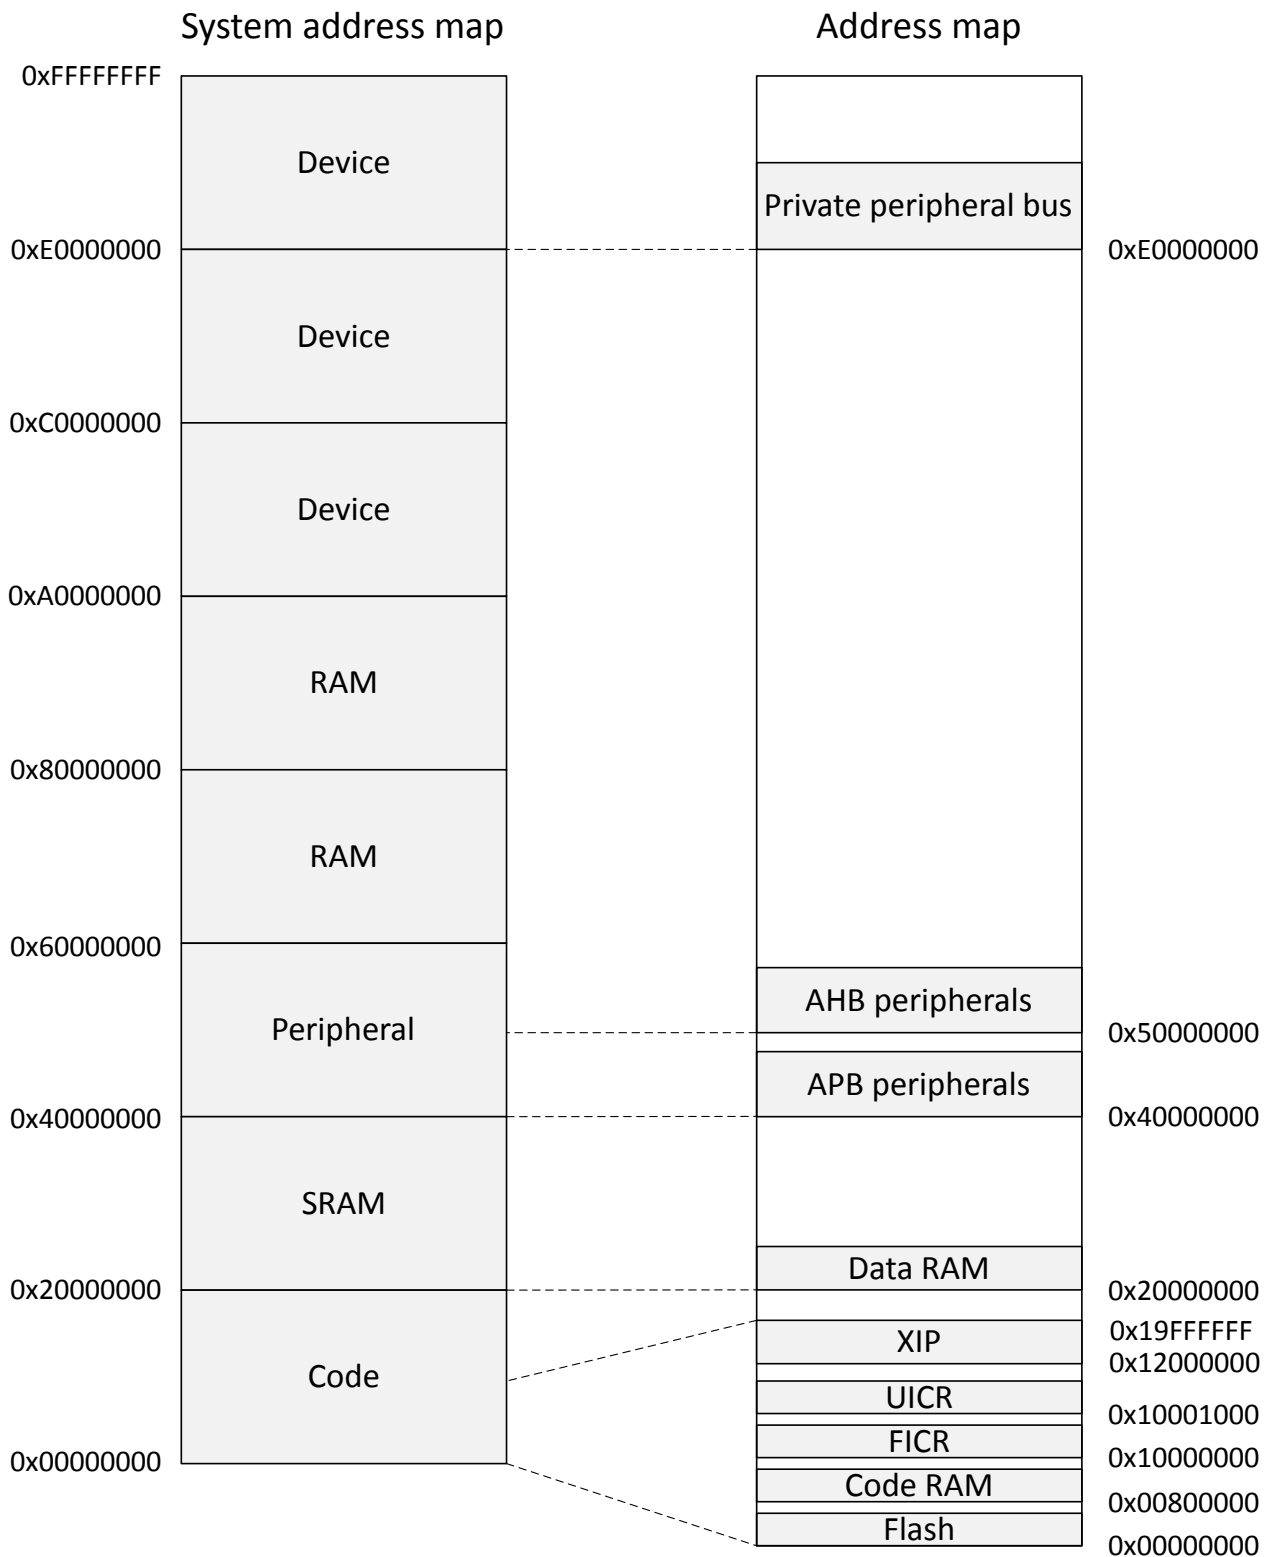 System address map
Address map
0xFFFFFFFF
Device
Private peripheral bus
0xE0000000
0xE0000000
Device
0xC0000000
Device
0xA0000000
RAM
0x80000000
RAM
0x60000000
AHB peripherals
Peripheral
0x50000000
APB peripherals
0x40000000
0x40000000
SRAM
Data RAM
0x20000000
0x20000000
0x19FFFFFF
XIP
0x12000000
Code
UICR
0x10001000
FICR
0x10000000
0x00000000
Code RAM
0x00800000
Flash
0x00000000